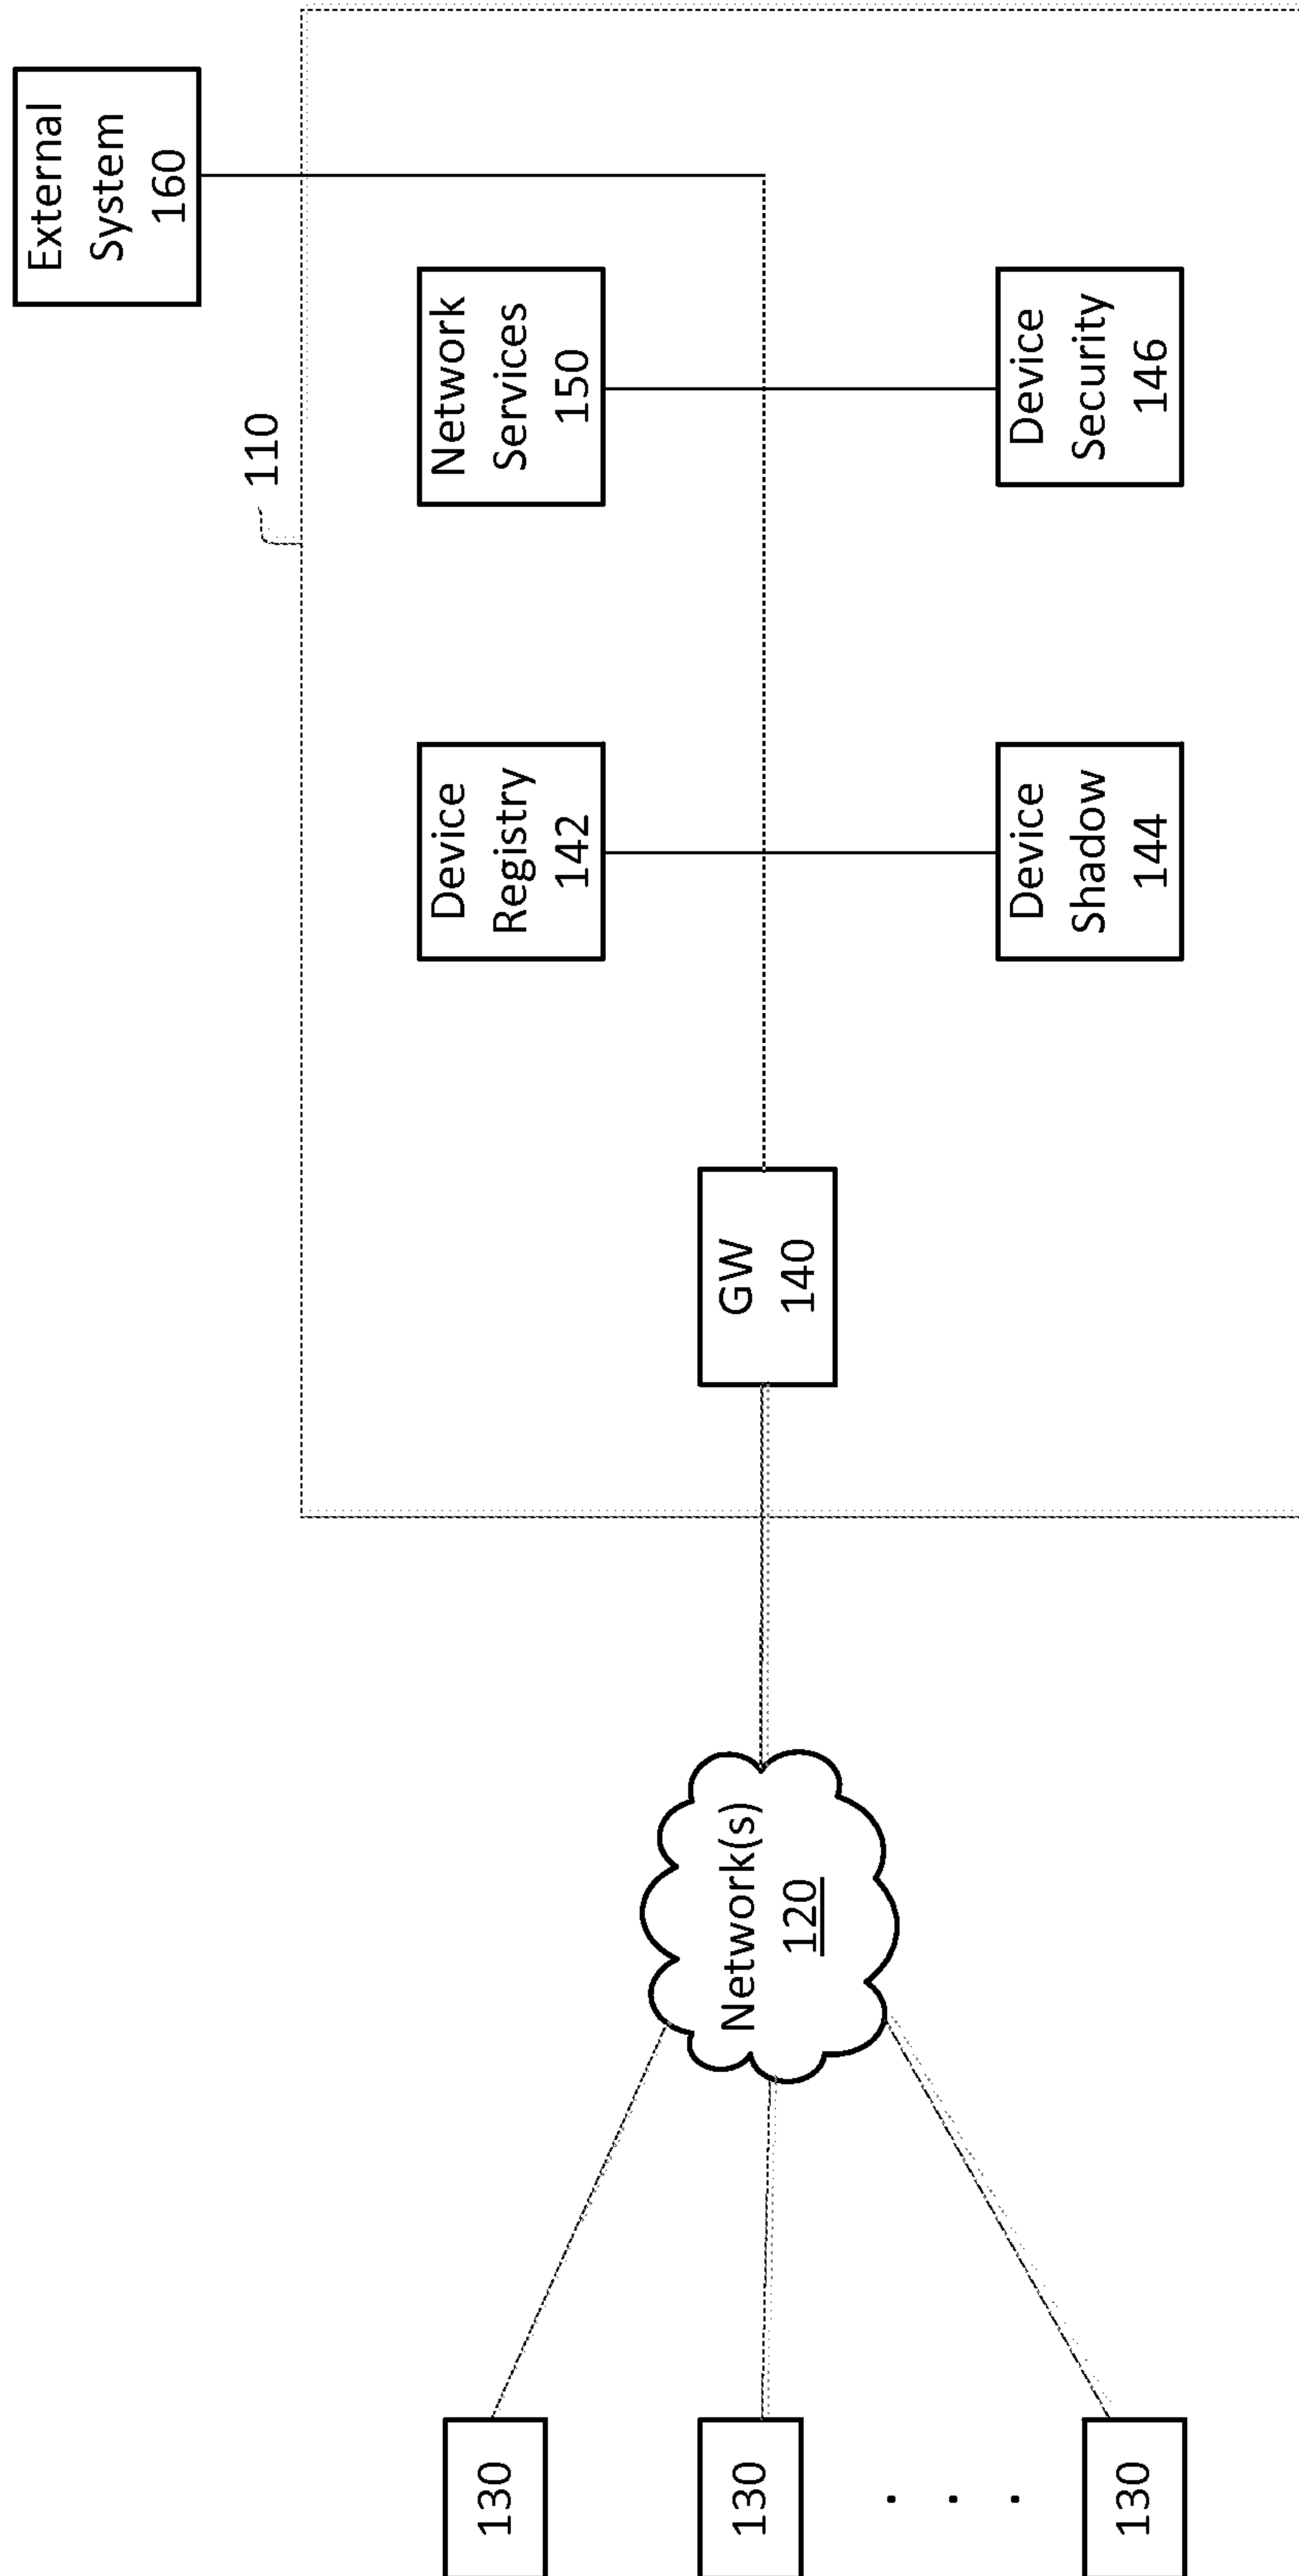 External
System
160
110
Device
Registry
142
Network
Services
150
130
130
. . .
130
Network(s)
120
GW
140
Device
Shadow
144
Device
Security
146